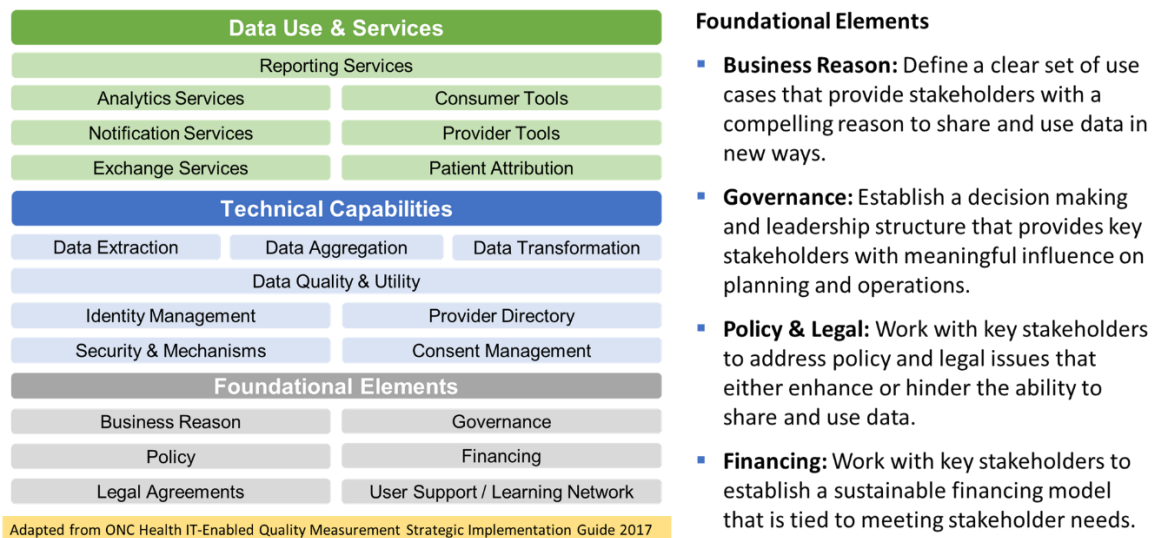 Data Use & Services
Reporting Services
Analytics Services
Consumer Tools
Notification Services
Provider Tools
Exchange Services
Patient Attribution
Technical Capabilities
Data Extraction
Data Aggregation
Data Transformation
Data Quality & Utility
Identity Management
Provider Directory
Security & Mechanisms
Consent Management
Foundational Elements
Business Reason
Governance
Policy
Financing
Legal Agreements
User Support / Learning Network
Adapted from ONC Health IT-Enabled Quality Measurement Strategic Implementation Guide 2017
Foundational Elements
▪ Business Reason: Define a clear set of use
cases that provide stakeholders with a
compelling reason to share and use data in
new ways.
▪ Governance: Establish a decision making
and leadership structure that provides key
stakeholders with meaningful influence on
planning and operations.
▪ Policy & Legal: Work with key stakeholders
to address policy and legal issues that
either enhance or hinder the ability to
share and use data.
▪ Financing: Work with key stakeholders to
establish a sustainable financing model
that is tied to meeting stakeholder needs.